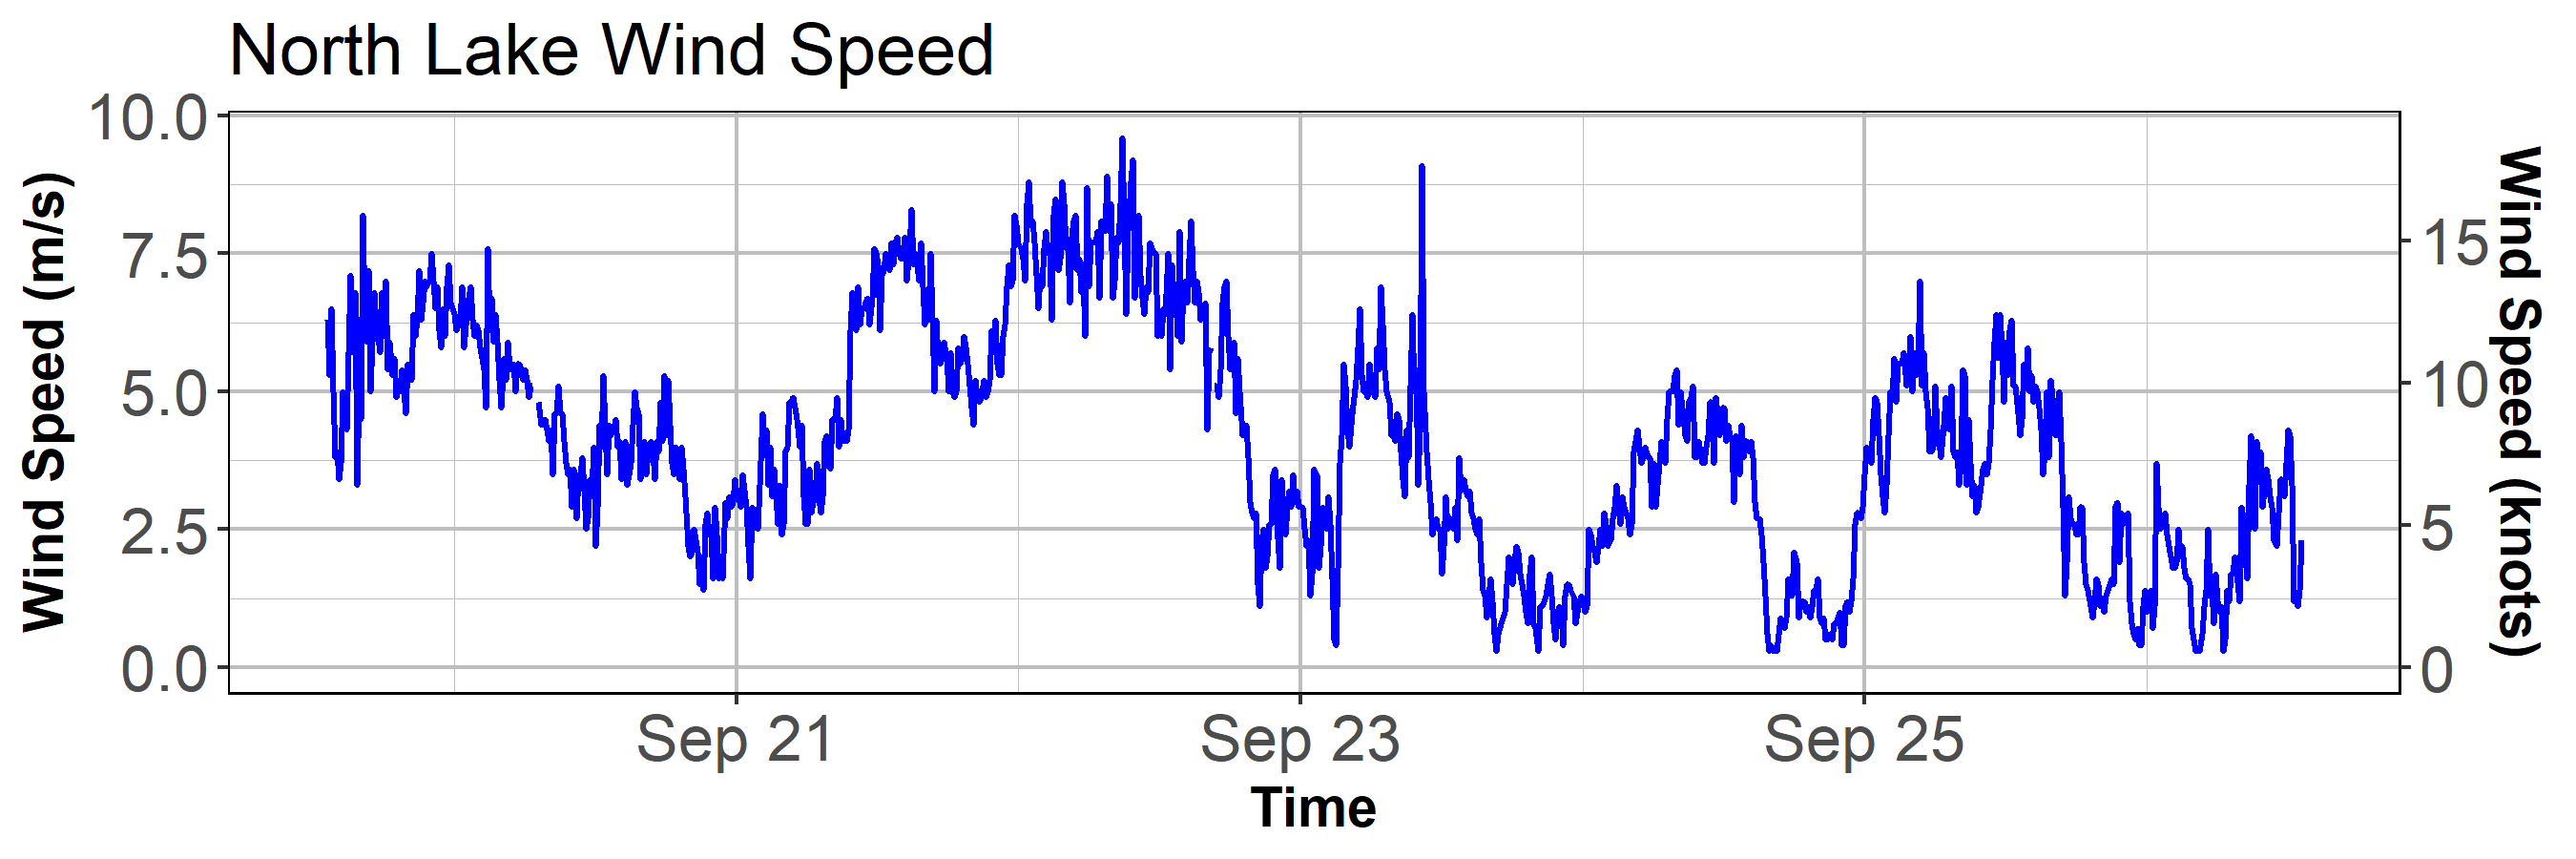 North Lake Wind Speed
10.0
7.5
5.0
2.5
0.0
Wind Speed (m/s)
15
10
5
0
Wind Speed (knots)
Sep 21
Sep 23
Sep 25
Time